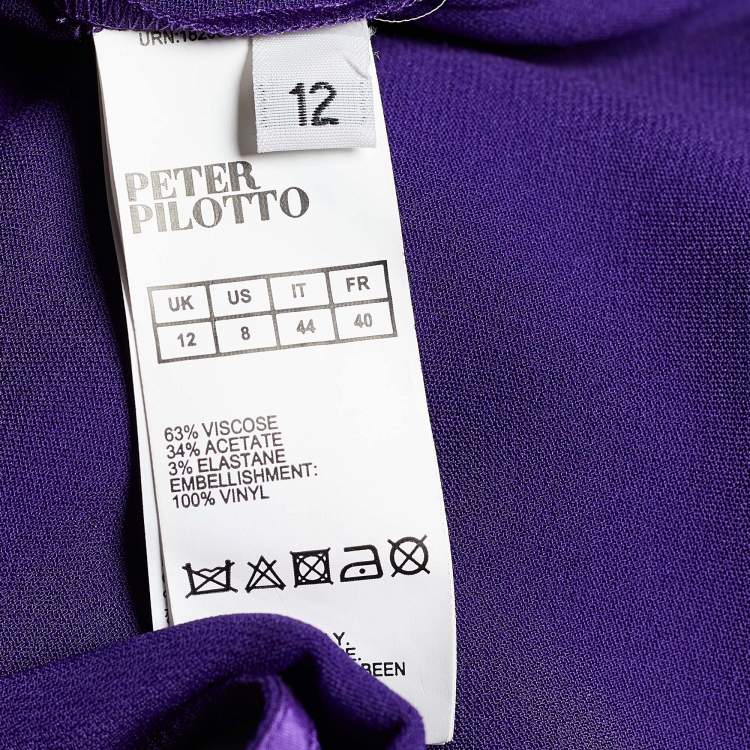 12
PETER
PILOTTO
UK US IT FR
12 8 44 40
63% VISCOSE
34% ACETATE
3% ELASTANE
EMBELLISHMENT:
100% VINYL
BEEN